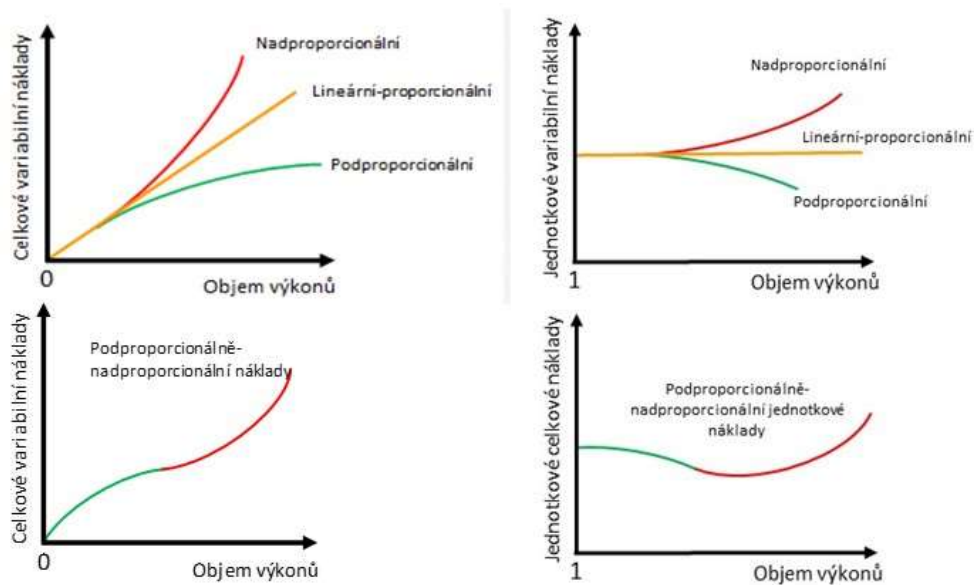 Celkové variabilní náklady
Nadproporcionální
Lineární-proporcionální
Podproporcionální
0
Objem výkonů
Jednotkové variabilní náklady
Nadproporcionální
Lineární-proporcionální
Podproporcionální
1
Objem výkonů
Celkové variabilní náklady
Podproporcionálně-
nadproporcionální náklady
0
Objem výkonů
Jednotkové celkové náklady
Podproporcionálně-
nadproporcionální jednotkové
náklady
1
Objem výkonů